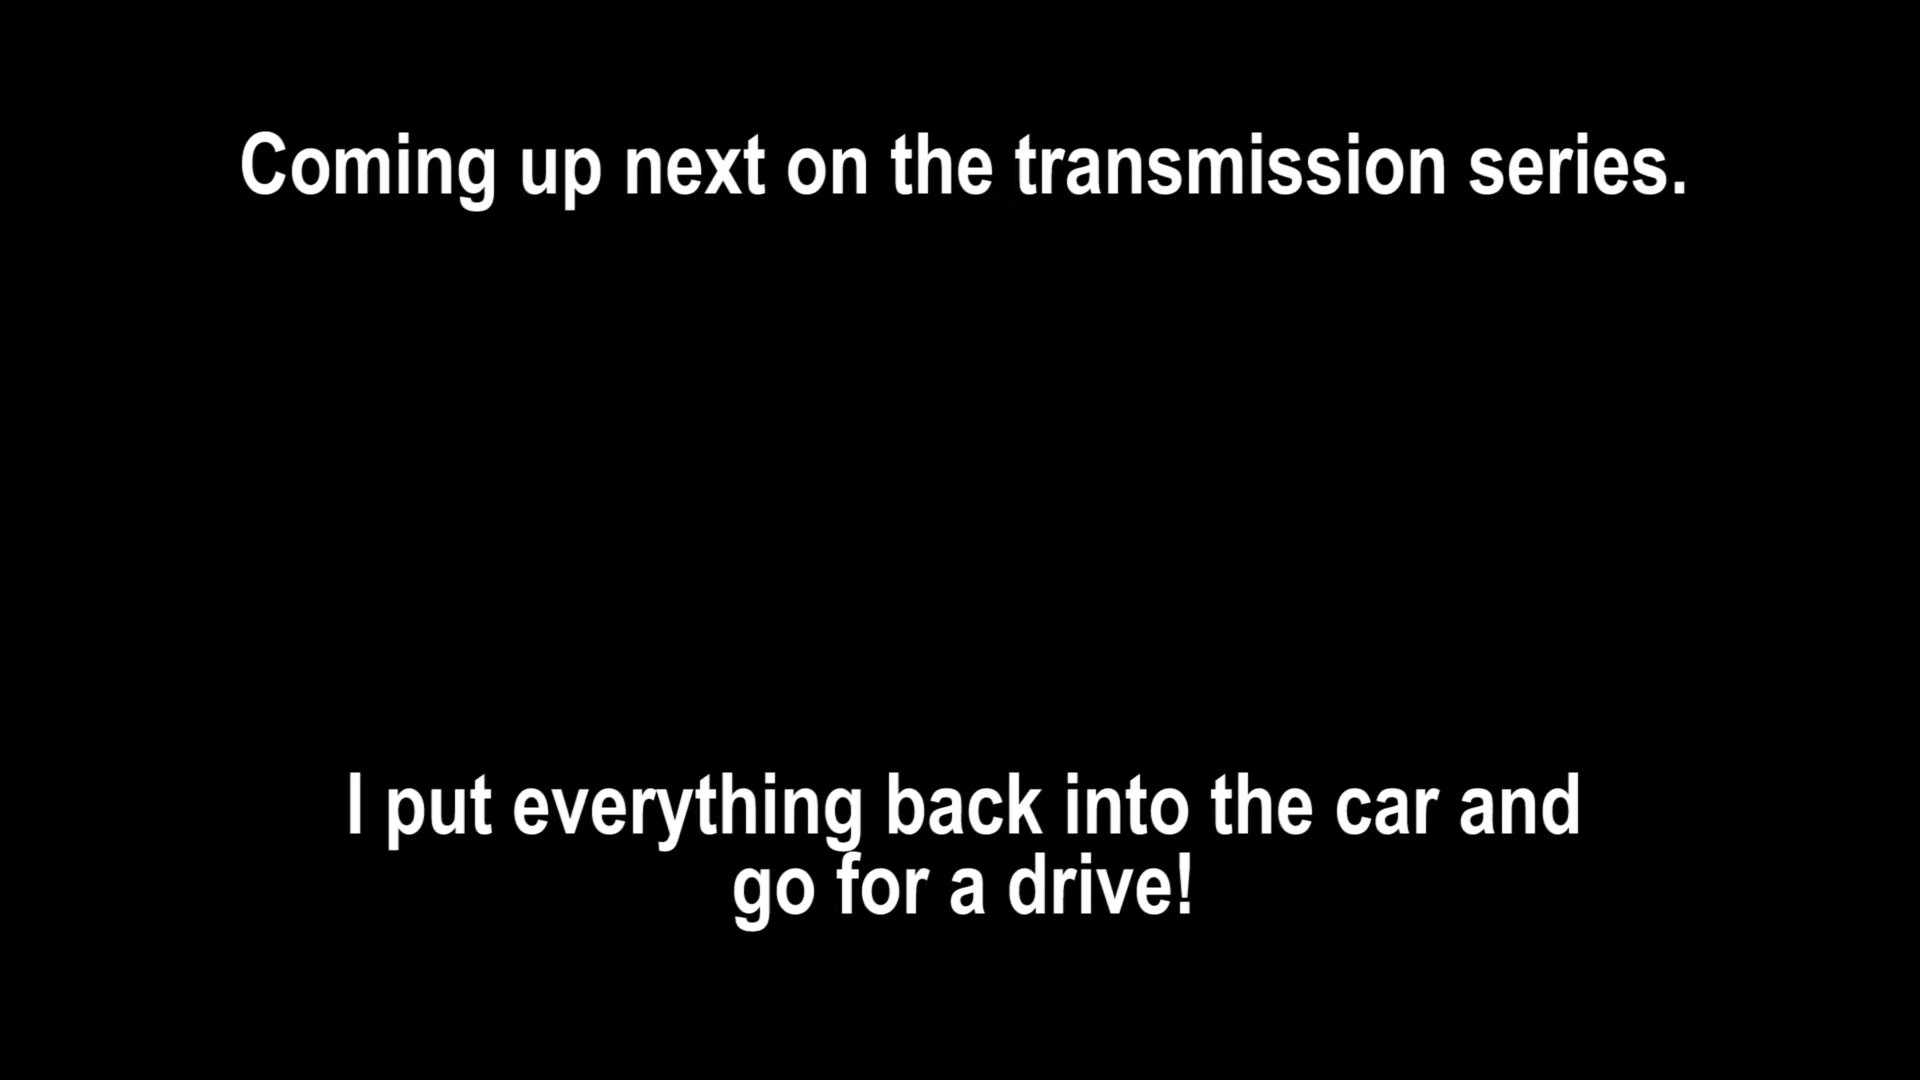 Coming up next on the transmission series.
I put everything back into the car and
go for a drive!